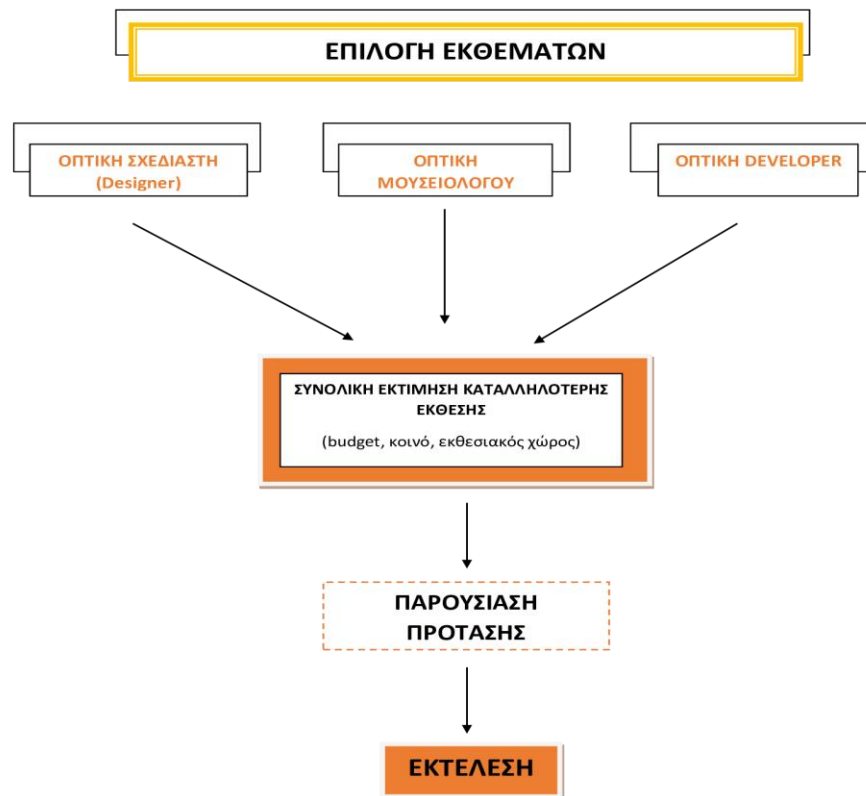 ΕΠΙΛΟΓΗ ΕΚΘΕΜΑΤΩΝ
ΟΠΤΙΚΗ ΣΧΕΔΙΑΣΤΗ
(Designer)
ΟΠΤΙΚΗ
ΜΟΥΣΕΙΟΛΟΓΟΥ
ΟΠΤΙΚΗ DEVELOPER
ΣΥΝΟΛΙΚΗ ΕΚΤΙΜΗΣΗ ΚΑΤΑΛΛΗΛΟΤΕΡΗΣ
ΕΚΘΕΣΗΣ
(budget, κοινό, εκθεσιακός χώρος)
ΠΑΡΟΥΣΙΑΣΗ
ΠΡΟΤΑΣΗΣ
ΕΚΤΕΛΕΣΗ